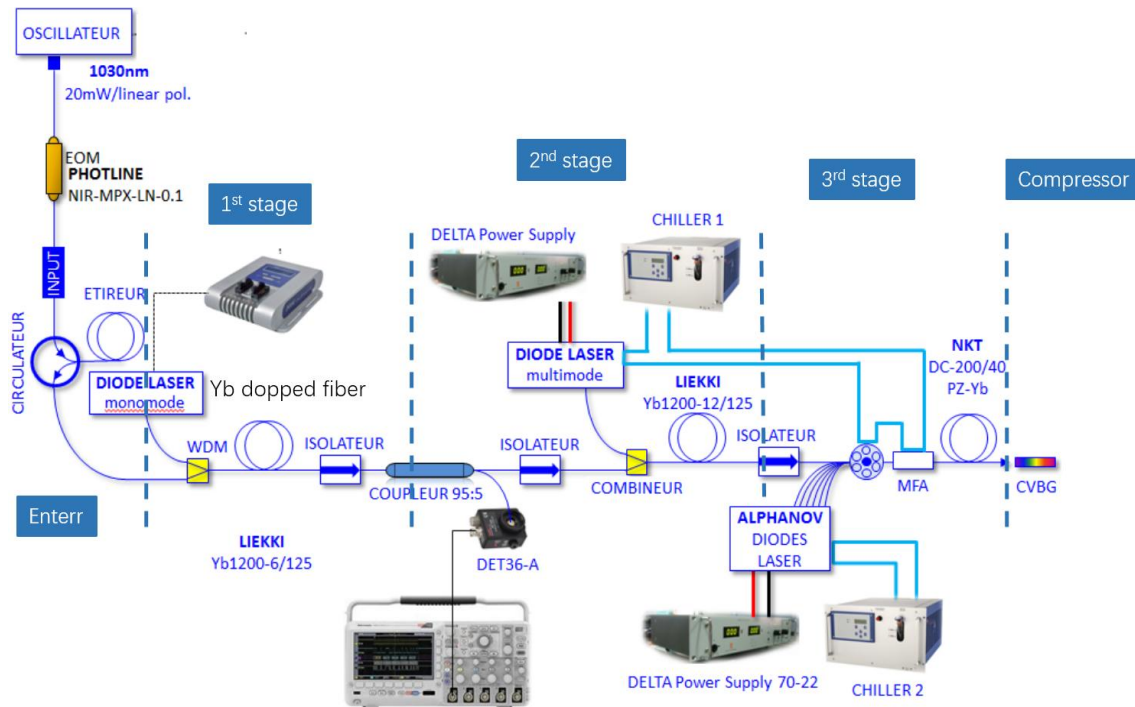 OSCILLATEUR
1030nm
20mW/linear pol.
EOM
PHOTLINE
NIR-MPX-LN-0.1
INPUT
CIRCULATEUR
ETIREUR
Enterr
1st stage
DIODE LASER
monomode
Yb dopped fiber
WDM
ISOLATEUR
LIEKKI
Yb1200-6/125
COUPLEUR 95:5
DET36-A
2nd stage
DELTA Power Supply
CHILLER 1
DIODE LASER
multimode
ISOLATEUR
COMBINEUR
LIEKKI
Yb1200-12/125
ISOLATEUR
3rd stage
NKT
DC-200/40
PZ-Yb
MFA
ALPHANOV
DIODES
LASER
DELTA Power Supply 70-22
CHILLER 2
Compressor
CVBG